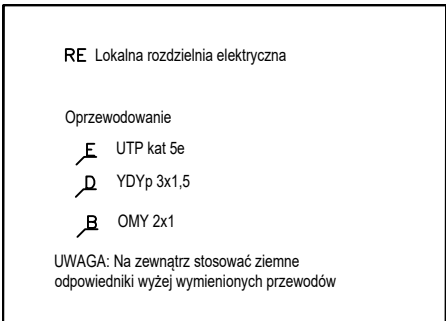 RE Lokalna rozdzielnia elektryczna
Oprzewodowanie
E UTP kat 5e
D YDYp 3x1,5
B OMY 2x1
UWAGA: Na zewnątrz stosować ziemne
odpowiedniki wyżej wymienionych przewodów